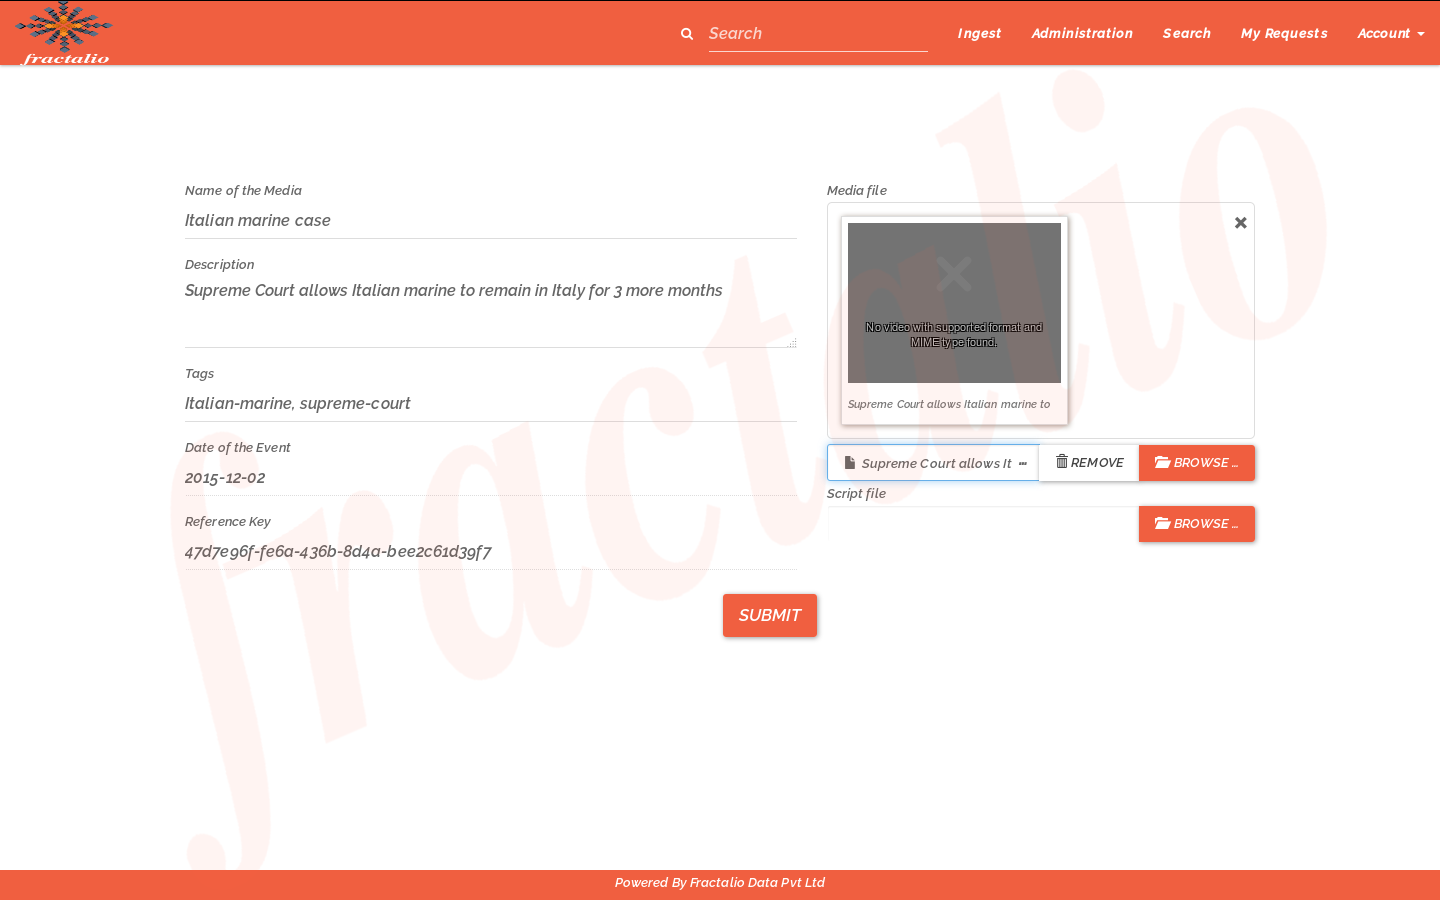 fractalio
Search
Ingest
Administration
Search
My Requests
Account
fractalio
Name of the Media
Italian marine case
Description
Supreme Court allows Italian marine to remain in Italy for 3 more months
Tags
Italian-marine, supreme-court
Date of the Event
2015-12-02
Reference Key
47d7e96f-fe6a-436b-8d4a-bee2c61d39f7
SUBMIT
Media file
No video with supported format and
MIME type found.
Supreme Court allows Italian marine to
Supreme Court allows It ...
REMOVE
BROWSE ...
Script file
BROWSE ...
Powered By Fractalio Data Pvt Ltd